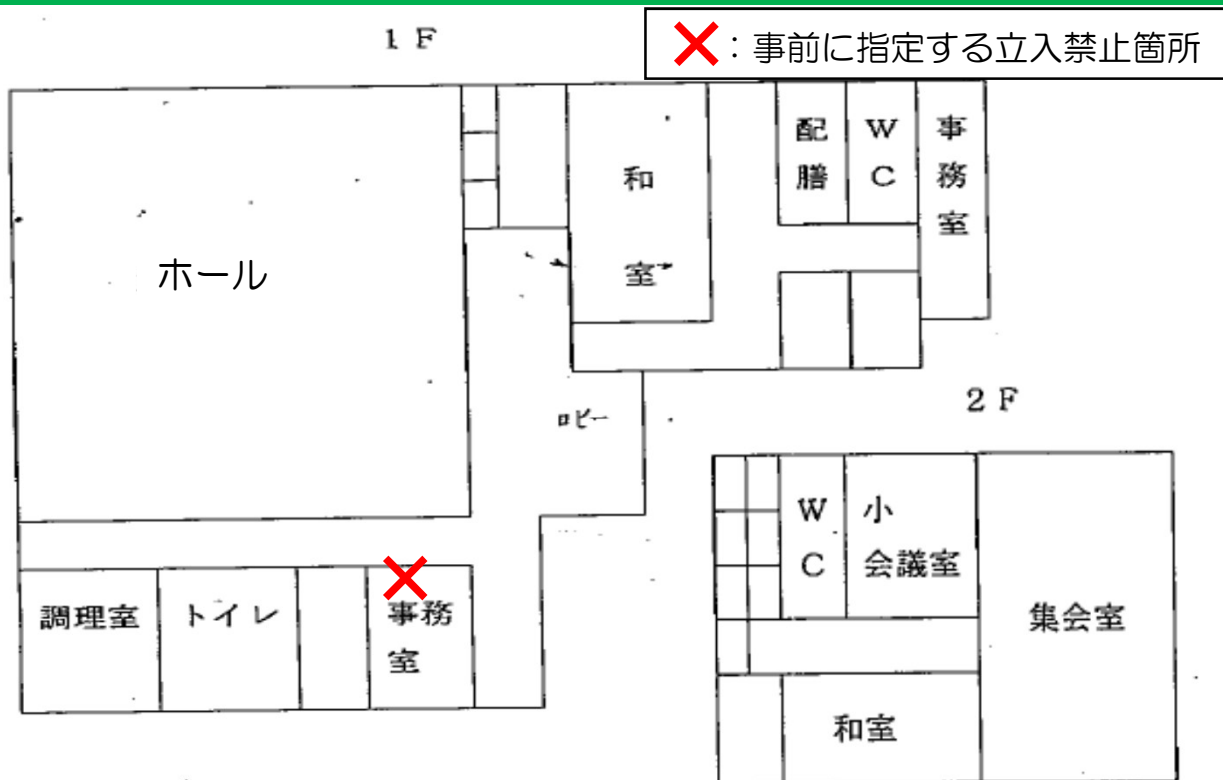 1 F
×：事前に指定する立入禁止箇所
ホール
和室
配膳
WC
事務室
ロビー
調理室
トイレ
事務室
2 F
WC
小会議室
集会室
和室